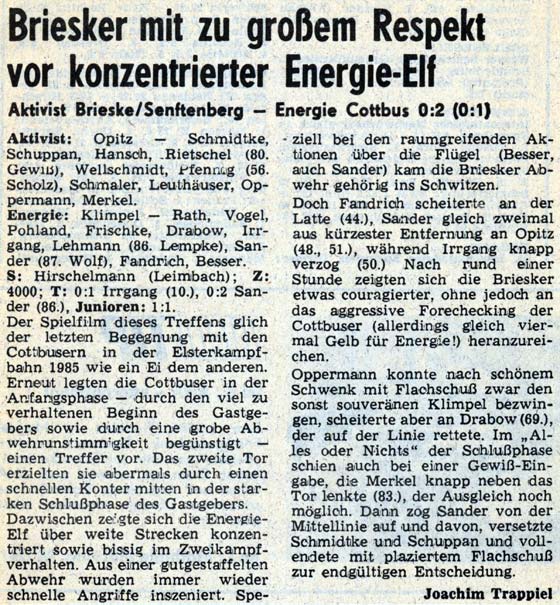 Briesker mit zu großem Respekt
vor konzentrierter Energie-Elf
Aktivist Brieske/Senftenberg — Energie Cottbus 0:2 (0:1)
Aktivist: Opitz — Schmidtke,
Schuppan, Hansch, Rietschel (80.
Gewiß), Wellschmidt, Pfennig (56.
Scholz), Schmaler, Leuthäuser, Op-
permann, Merkel.
Energie: Klimpel — Rath, Vogel,
Pohland, Frischke, Drabow, Irr-
gang, Lehmann (86. Lempke), San-
der (87. Wolf), Fandrich, Besser.
S: Hirschelmann (Leimbach); Z:
4000; T: 0:1 Irrgang (10.), 0:2 San-
der (86.), Junioren: 1:1.
Der Spielfilm dieses Treffens glich
der letzten Begegnung mit den
Cottbusern in der Elsterkampf-
bahn 1985 wie ein Ei dem anderen.
Erneut legten die Cottbuser in der
Anfangsphase — durch den viel zu
verhaltenen Beginn des Gastge-
bers sowie durch eine grobe Ab-
wehrunstimmigkeit begünstigt —
einen Treffer vor. Das zweite Tor
erzielten sie abermals durch einen
schnellen Konter mitten in der star-
ken Schlußphase des Gastgebers.
Dazwischen zeigte sich die Energie-
Elf über weite Strecken konzen-
triert sowie bissig im Zweikampf-
verhalten. Aus einer gutgestaffelten
Abwehr wurden immer wieder
schnelle Angriffe inszeniert. Spe-
ziell bei den raumgreifenden Ak-
tionen über die Flügel (Besser,
auch Sander) kam die Briesker Ab-
wehr gehörig ins Schwitzen.
Doch Fandrich scheiterte an der
Latte (44.), Sander gleich zweimal
aus kürzester Entfernung an Opitz
(48., 51.), während Irrgang knapp
verzog (50.) Nach rund einer
Stunde zeigten sich die Briesker
etwas couragierter, ohne jedoch an
das aggressive Forechecking der
Cottbuser (allerdings gleich vier-
mal Gelb für Energie!) heranzurei-
chen.
Oppermann konnte nach schönem
Schwenk mit Flachschuß zwar den
sonst souveränen Klimpel bezwin-
gen, scheiterte aber an Drabow (69.),
der auf der Linie rettete. Im „Al-
les oder Nichts“ der Schlußphase
schien auch bei einer Gewiß-Ein-
gabe, die Merkel knapp neben das
Tor lenkte (83.), der Ausgleich noch
möglich. Dann zog Sander von der
Mittellinie auf und davon, versetzte
Schmidtke und Schuppan und voll-
endete mit plaziertem Flachschuß
zur endgültigen Entscheidung.
Joachim Trappiel